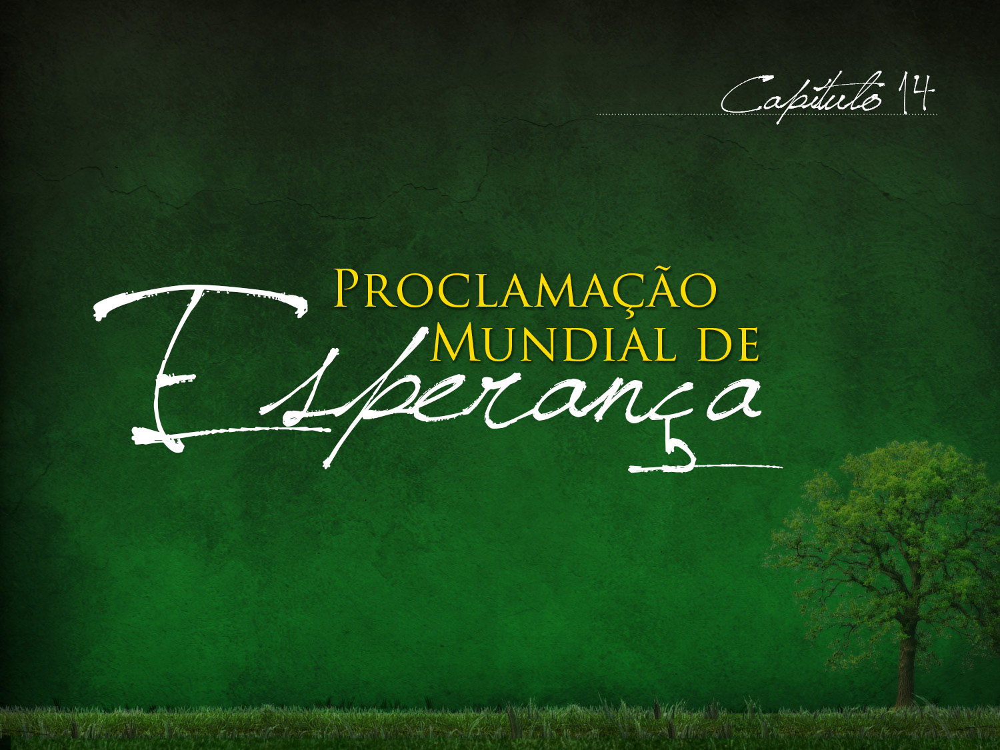 Capítulo 14
Proclamação
Mundial de
Esperança